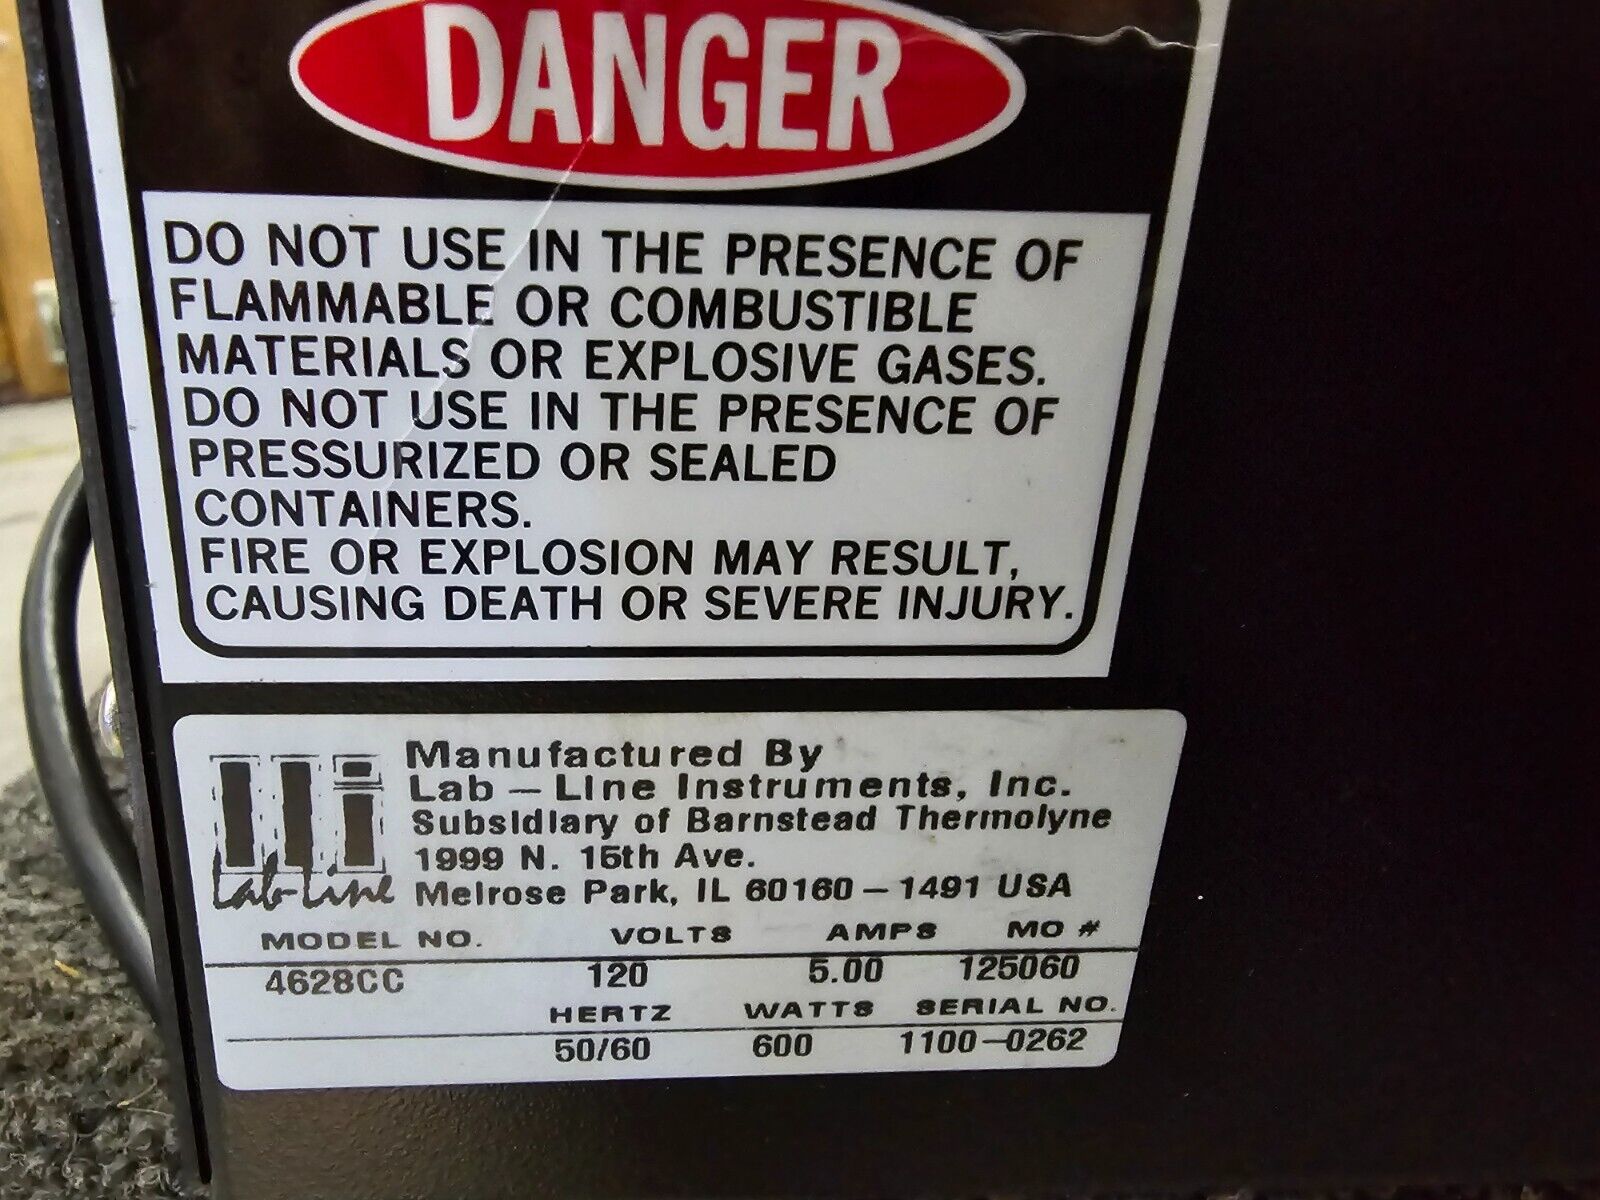 DANGER
DO NOT USE IN THE PRESENCE OF
FLAMMABLE OR COMBUSTIBLE
MATERIALS OR EXPLOSIVE GASES.
DO NOT USE IN THE PRESENCE OF
PRESSURIZED OR SEALED
CONTAINERS.
FIRE OR EXPLOSION MAY RESULT,
CAUSING DEATH OR SEVERE INJURY.
Manufactured By
Lab-Line Instruments, Inc.
Subsidiary of Barnstead Thermolyne
1999 N. 15th Ave.
Lab-Line Melrose Park, IL 60160-1491 USA
MODEL NO. VOLTS AMPS MO #
4628CC 120 5.00 125060
HERTZ WATTS SERIAL NO.
50/60 600 1100-0262